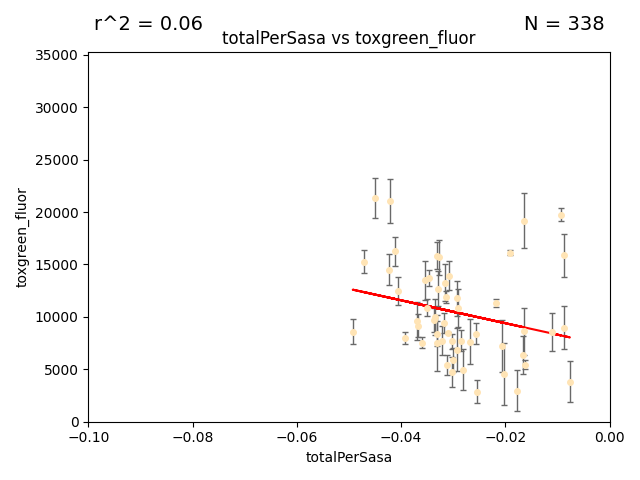 r^2 = 0.06
N = 338
totalPerSasa vs toxgreen_fluor
35000
30000
25000
20000
15000
10000
5000
0
toxgreen_fluor
−0.10
−0.08
−0.06
−0.04
−0.02
0.00
totalPerSasa